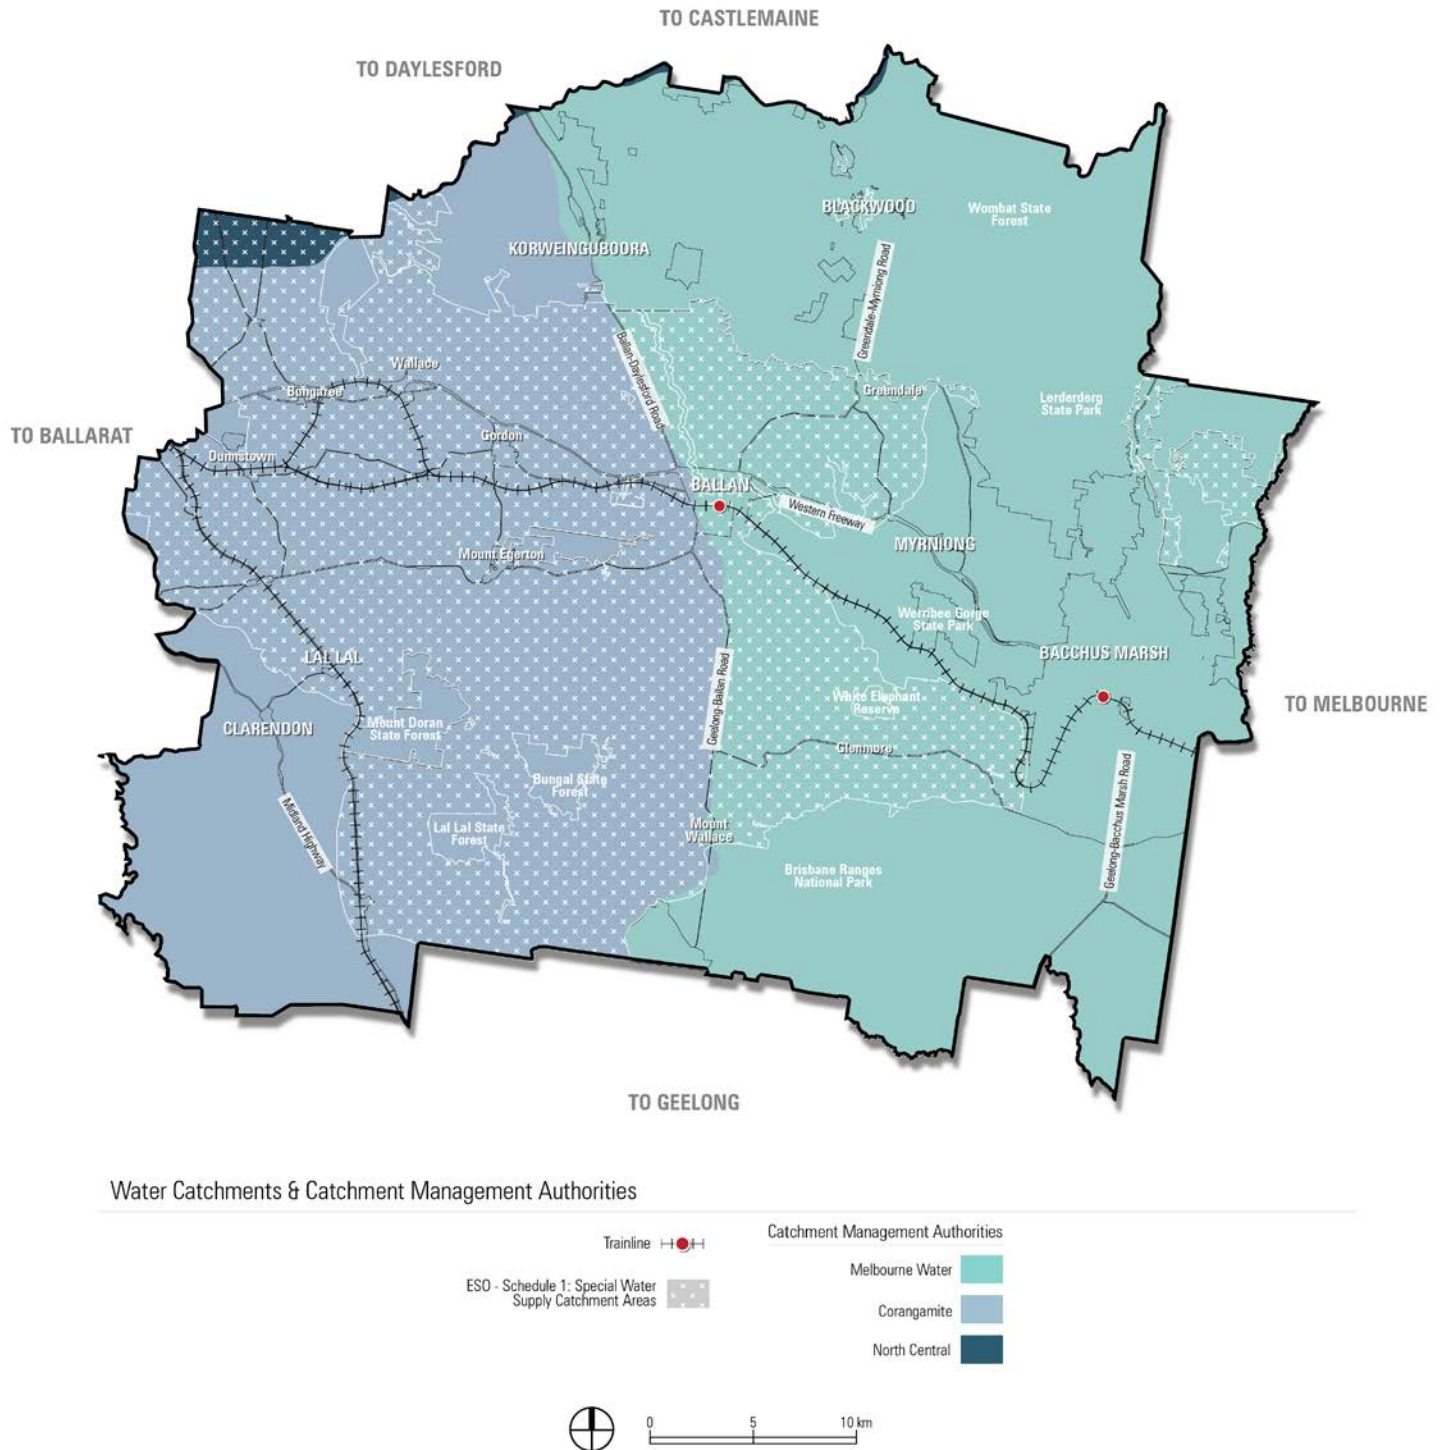 TO CASTLEMAINE
TO DAYLESFORD
BLACKWOOD
Wombat State
Forest
KORWEINGUBOORA
Greendale-Myrniong Road
Ballan-Daylesford Road
Wallace
Bungaree
Greendale
Lerderderg
State Park
TO BALLARAT
Gordon
Dunnstown
BALLAN
Western Freeway
MYRNIONG
Mount Egerton
Werribee Gorge
State Park
BACCHUS MARSH
LAL LAL
Geelong-Ballan Road
White Elephant
Reserve
TO MELBOURNE
CLARENDON
Mount Doran
State Forest
Glenmore
Bungal State
Forest
Geelong-Bacchus Marsh Road
Midland Highway
Lal Lal State
Forest
Mount
Wallace
Brisbane Ranges
National Park
TO GEELONG
Water Catchments & Catchment Management Authorities
Trainline
ESO - Schedule 1: Special Water
Supply Catchment Areas
Catchment Management Authorities
Melbourne Water
Corangamite
North Central
0 5 10 km